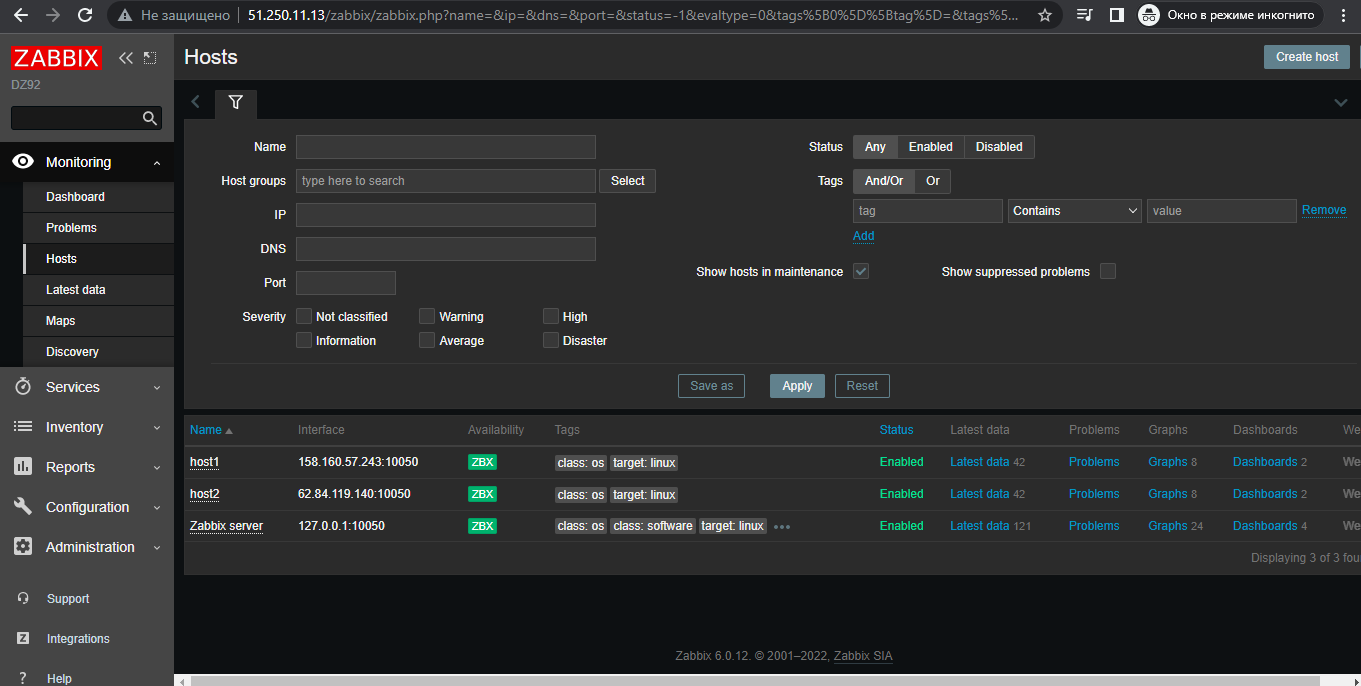 Не защищено 51.250.11.13/zabbix/zabbix.php?name=&ip=&dns=&port=&status=-1&evaltype=0&tags%5B0%5D%5Btag%5D=&tags%5... Окно в режиме инкогнито
ZABBIX
DZ92
Hosts
Create host
Monitoring
Dashboard
Problems
Hosts
Latest data
Maps
Discovery
Services
Inventory
Reports
Configuration
Administration
Support
Z Integrations
? Help
Name
Host groups type here to search Select
IP
DNS
Port
Severity Not classified Warning High
Information Average Disaster
Status Any Enabled Disabled
Tags And/Or Or
tag Contains value Remove
Add
Show hosts in maintenance Show suppressed problems
Save as Apply Reset
Name Interface Availability Tags Status Latest data Problems Graphs Dashboards We
host1 158.160.57.243:10050 ZBX class: os target: linux Enabled Latest data 42 Problems Graphs 8 Dashboards 2 We
host2 62.84.119.140:10050 ZBX class: os target: linux Enabled Latest data 42 Problems Graphs 8 Dashboards 2 We
Zabbix server 127.0.0.1:10050 ZBX class: os class: software target: linux ••• Enabled Latest data 121 Problems Graphs 24 Dashboards 4 We
Displaying 3 of 3 fou
Zabbix 6.0.12. © 2001–2022, Zabbix SIA